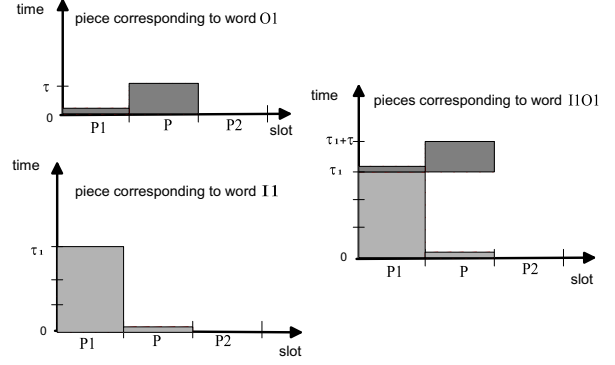 time
piece corresponding to word O1
τ
0
P1 P P2 slot
time
piece corresponding to word I1
τ1
0
P1 P P2
slot
time
pieces corresponding to word I1O1
τ1+τ
τ1
0
P1 P P2
slot